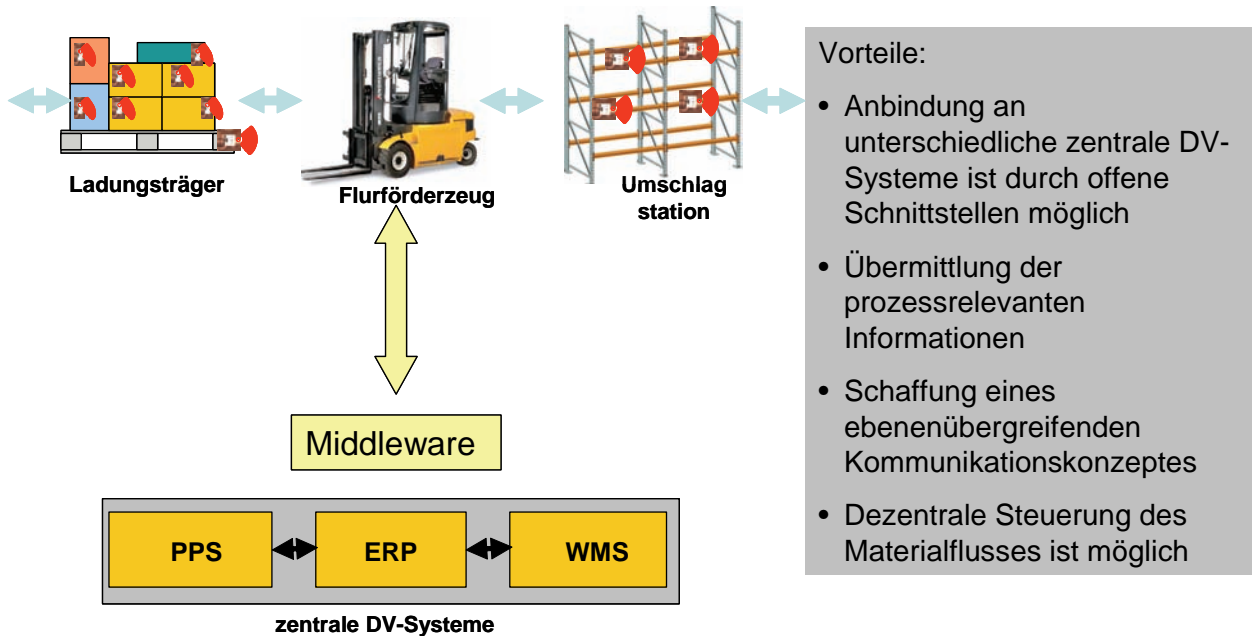 Ladungsträger
Flurförderzeug
Umschlag
station
Middleware
PPS
ERP
WMS
zentrale DV-Systeme
Vorteile:
• Anbindung an
unterschiedliche zentrale DV-
Systeme ist durch offene
Schnittstellen möglich
• Übermittlung der
prozessrelevanten
Informationen
• Schaffung eines
ebenenübergreifenden
Kommunikationskonzeptes
• Dezentrale Steuerung des
Materialflusses ist möglich